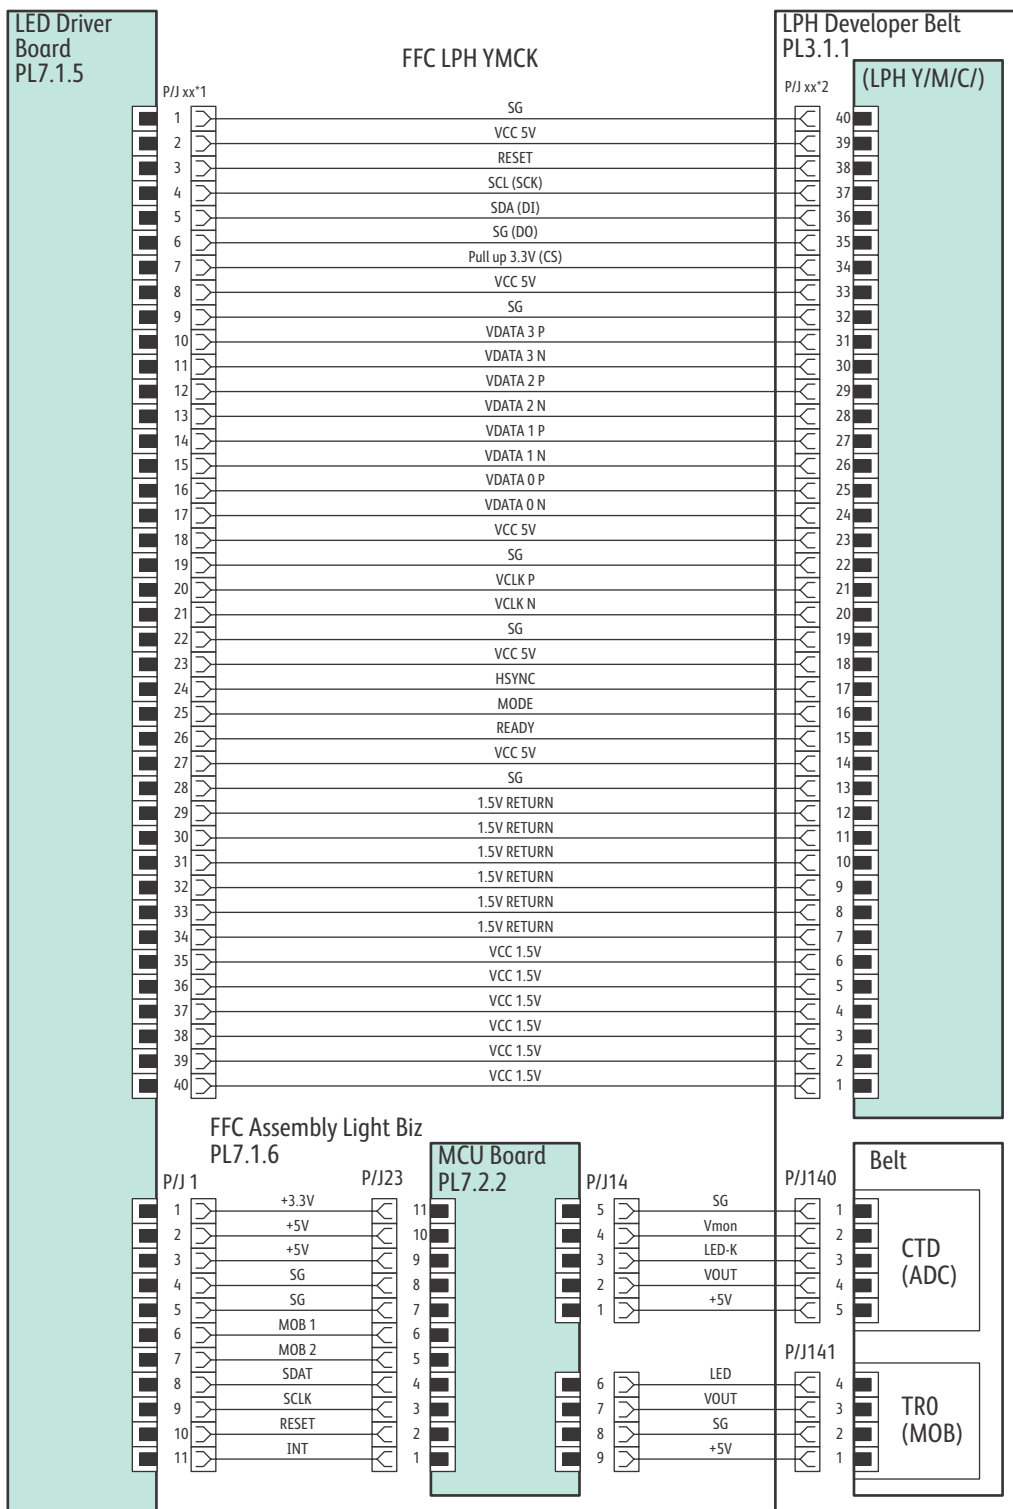 LED Driver
Board
PL7.1.5
FFC LPH YMCK
LPH Developer Belt
PL3.1.1
(LPH Y/M/C/)
P/J xx*1
P/J xx*2
1 SG 40
2 VCC 5V 39
3 RESET 38
4 SCL (SCK) 37
5 SDA (DI) 36
6 SG (DO) 35
7 Pull up 3.3V (CS) 34
8 VCC 5V 33
9 SG 32
10 VDATA 3 P 31
11 VDATA 3 N 30
12 VDATA 2 P 29
13 VDATA 2 N 28
14 VDATA 1 P 27
15 VDATA 1 N 26
16 VDATA 0 P 25
17 VDATA 0 N 24
18 VCC 5V 23
19 SG 22
20 VCLK P 21
21 VCLK N 20
22 SG 19
23 VCC 5V 18
24 HSYNC 17
25 MODE 16
26 READY 15
27 VCC 5V 14
28 SG 13
29 1.5V RETURN 12
30 1.5V RETURN 11
31 1.5V RETURN 10
32 1.5V RETURN 9
33 1.5V RETURN 8
34 1.5V RETURN 7
35 VCC 1.5V 6
36 VCC 1.5V 5
37 VCC 1.5V 4
38 VCC 1.5V 3
39 VCC 1.5V 2
40 VCC 1.5V 1
FFC Assembly Light Biz
PL7.1.6
MCU Board
PL7.2.2
Belt
P/J 1
P/J23
P/J14
P/J140
1 +3.3V 11 5 SG 1
2 +5V 10 4 Vmon 2
3 +5V 9 3 LED-K 3
4 SG 8 2 VOUT 4
5 SG 7 1 +5V 5
CTD
(ADC)
6 MOB 1 6
7 MOB 2 5
P/J141
8 SDAT 4 6 LED 4
9 SCLK 3 7 VOUT 3
10 RESET 2 8 SG 2
11 INT 1 9 +5V 1
TR0
(MOB)